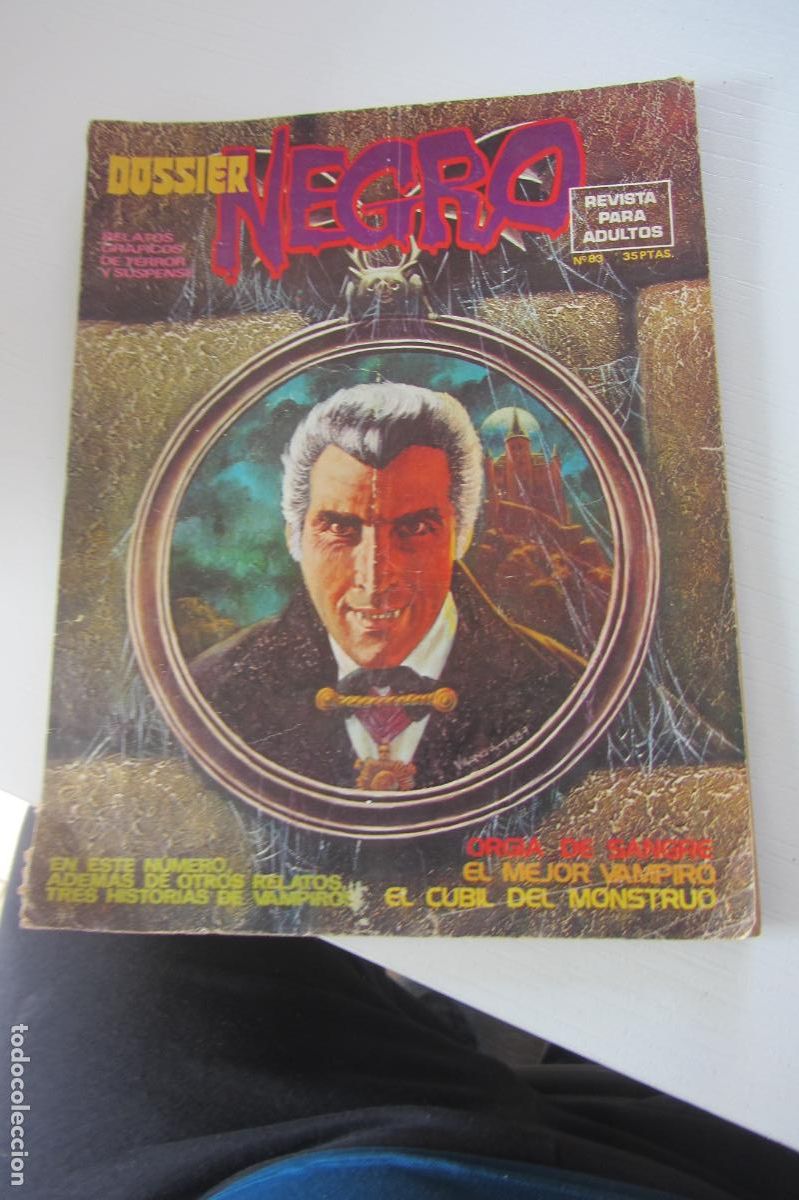 DOSSIER
NEGRO
RELATOS
GRAFICOS
DE TERROR
Y SUSPENSE
REVISTA
PARA
ADULTOS
Nº 83 35 PTAS.
EN ESTE NUMERO,
ADEMAS DE OTROS RELATOS...
TRES HISTORIAS DE VAMPIROS
ORGIA DE SANGRE
EL MEJOR VAMPIRO
EL CUBIL DEL MONSTRUO
todocoleccion